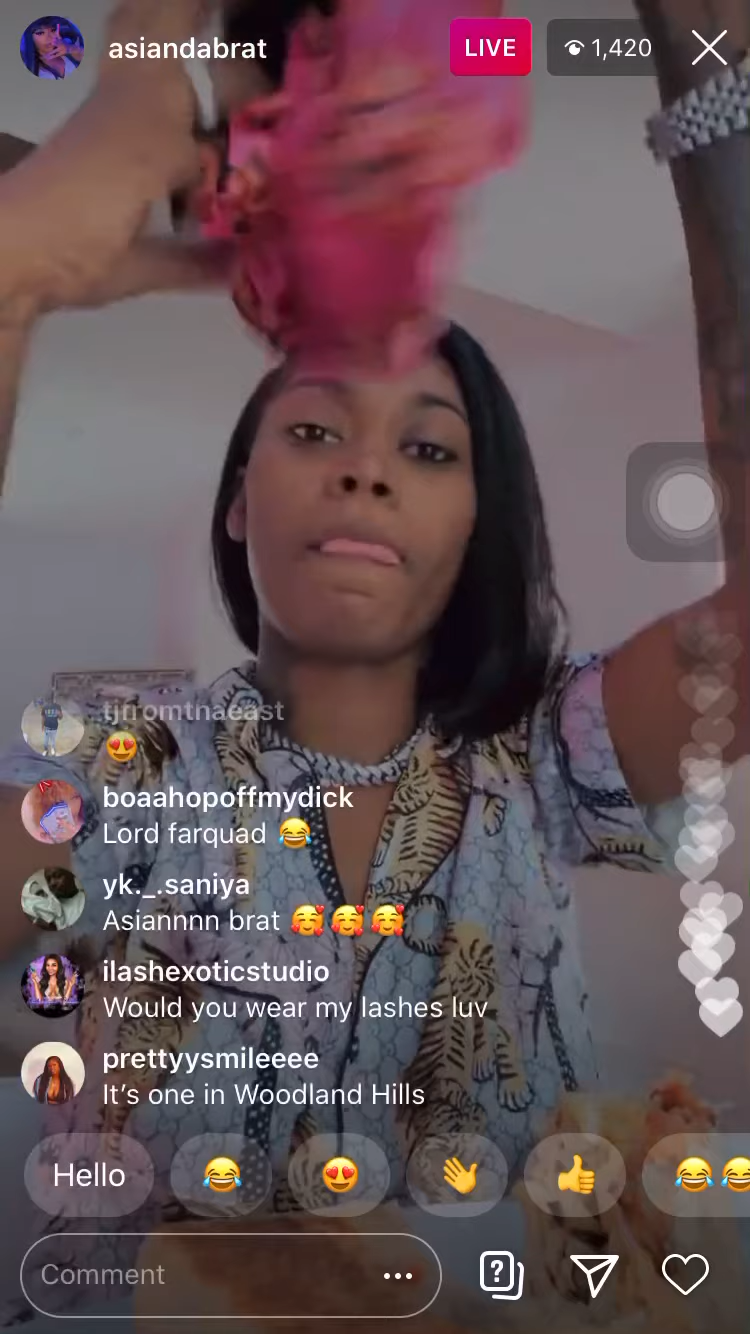 asiandabrat
LIVE
1,420
tjfromthaeast
😍
boaahopoffmydick
Lord farquad 😂
yk._.saniya
Asiannnn brat 🥰🥰🥰
ilashexoticstudio
Would you wear my lashes luv
prettyysmileeee
It’s one in Woodland Hills
Hello 😂 😍 👋 👍 😂😂
Comment